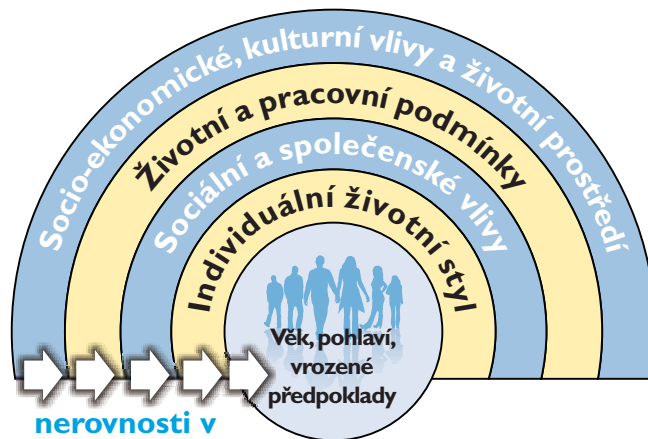 Socio-ekonomické, kulturní vlivy a životní prostředí
Životní a pracovní podmínky
Sociální a společenské vlivy
Individuální životní styl
Věk, pohlaví,
vrozené
předpoklady
nerovnosti v